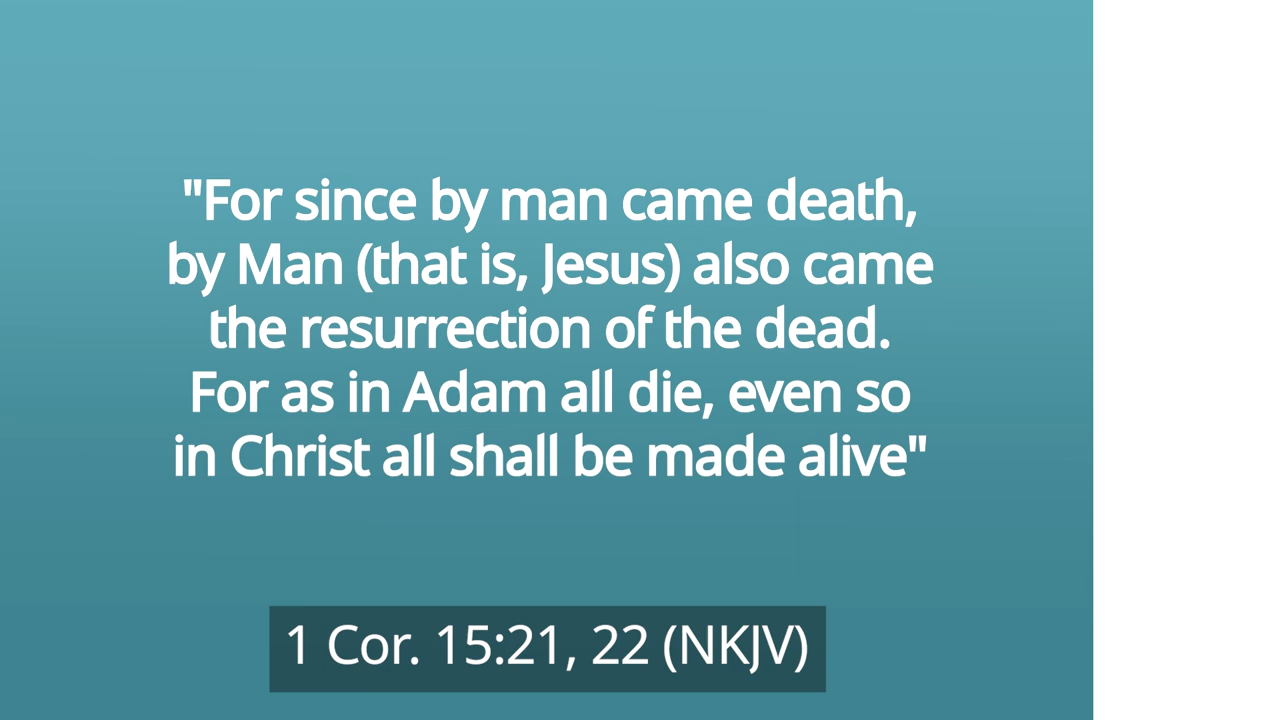 "For since by man came death,
by Man (that is, Jesus) also came
the resurrection of the dead.
For as in Adam all die, even so
in Christ all shall be made alive"
1 Cor. 15:21, 22 (NKJV)